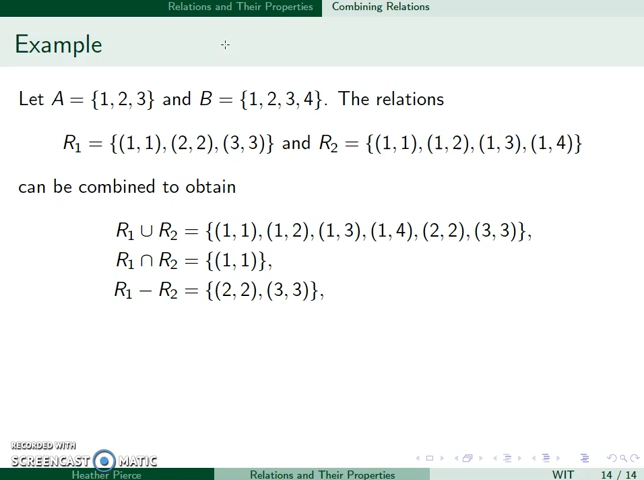 Relations and Their Properties Combining Relations
Example
Let A = {1, 2, 3} and B = {1, 2, 3, 4}. The relations
R₁ = {(1, 1), (2, 2), (3, 3)} and R₂ = {(1, 1), (1, 2), (1, 3), (1, 4)}
can be combined to obtain
R₁ ∪ R₂ = {(1, 1), (1, 2), (1, 3), (1, 4), (2, 2), (3, 3)},
R₁ ∩ R₂ = {(1, 1)},
R₁ − R₂ = {(2, 2), (3, 3)},
RECORDED WITH
SCREENCAST MATIC
Heather Pierce Relations and Their Properties WIT 14 / 14